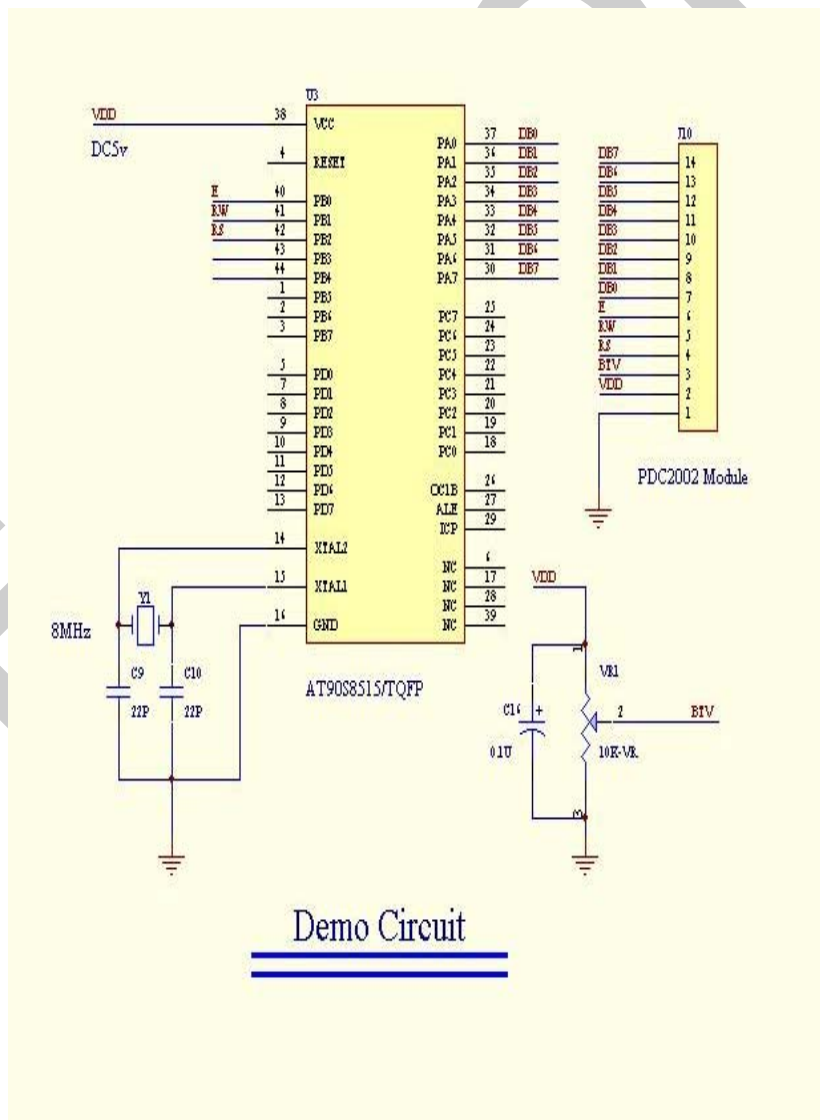 U3
VDD 38 VCC
DC5v
4 RESET
E 40 PB0
RW 41 PB1
RS 42 PB2
43 PB3
44 PB4
1 PB5
2 PB6
3 PB7
5 PD0
7 PD1
8 PD2
9 PD3
10 PD4
11 PD5
12 PD6
13 PD7
14 XTAL2
15 XTAL1
16 GND
PA0 37 DB0
PA1 36 DB1
PA2 35 DB2
PA3 34 DB3
PA4 33 DB4
PA5 32 DB5
PA6 31 DB6
PA7 30 DB7
PC7 25
PC6 24
PC5 23
PC4 22
PC3 21
PC2 20
PC1 19
PC0 18
OC1B 26
ALE 27
ICP 29
NC 6
NC 17
NC 28
NC 39
AT90S8515/TQFP
J10
DB7 14
DB6 13
DB5 12
DB4 11
DB3 10
DB2 9
DB1 8
DB0 7
E 6
RW 5
RS 4
BTV 3
VDD 2
1
PDC2002 Module
Y1
8MHz
C9 C10
22P 22P
VDD
1
VR1
C16 + 2 BTV
0.1U 10K-VR
3
Demo Circuit